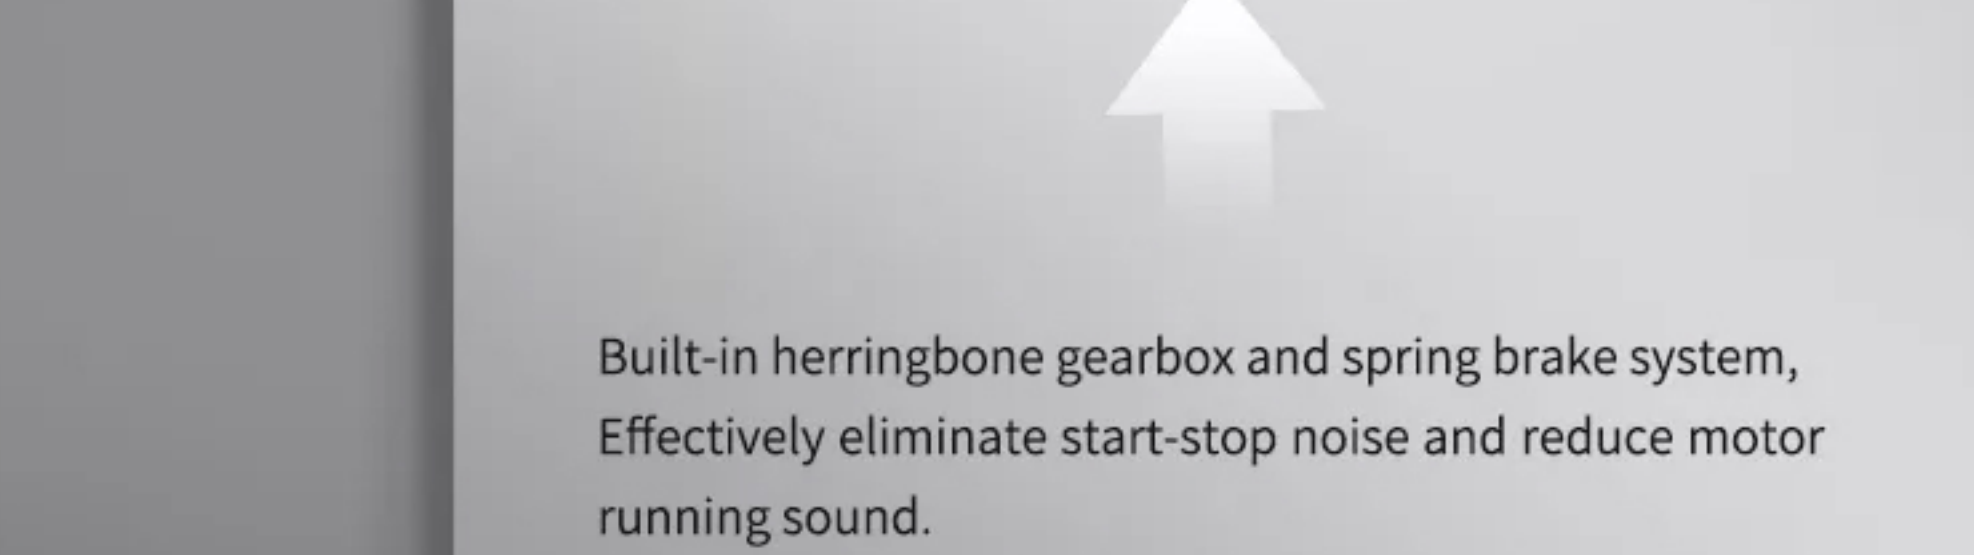 Built-in herringbone gearbox and spring brake system,
Effectively eliminate start-stop noise and reduce motor
running sound.